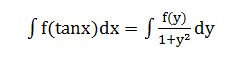 ∫ f(tanx)dx = ∫ f(y)/1+y² dy